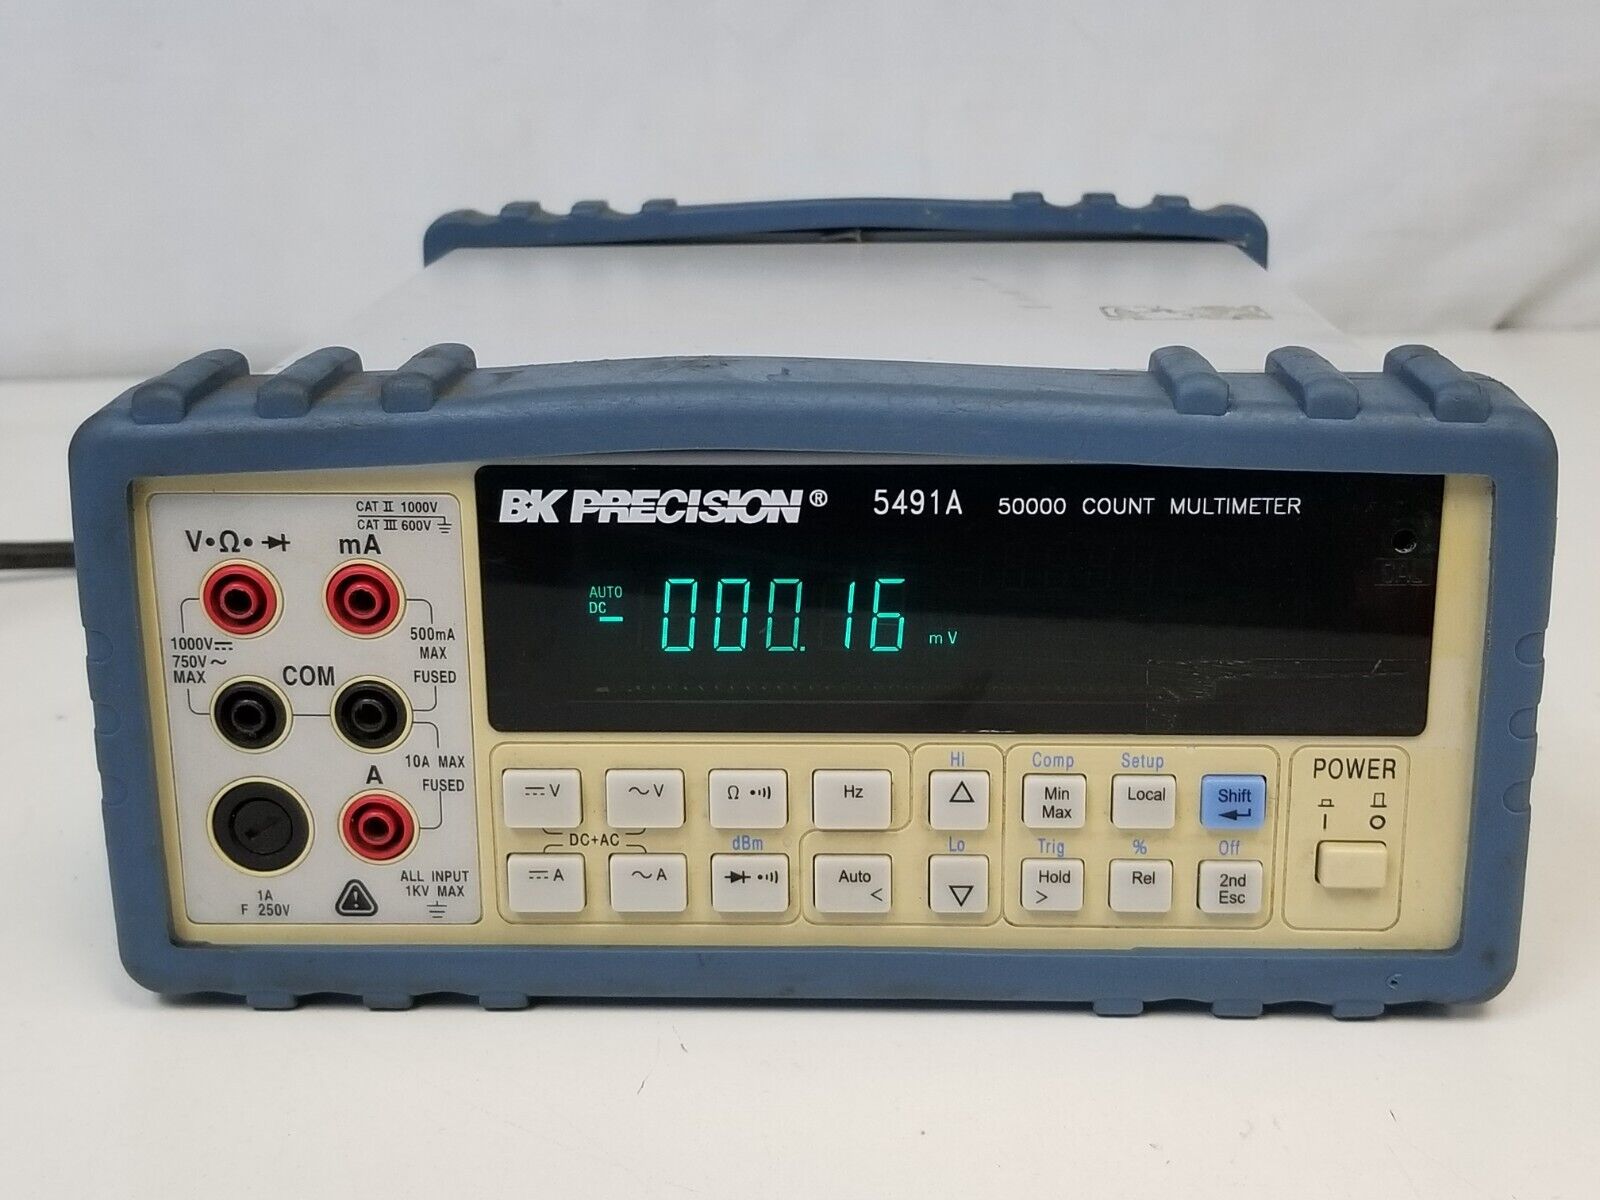 BK PRECISION® 5491A 50000 COUNT MULTIMETER
AUTO
DC
-000.16 mV
CAT II 1000V
CAT III 600V
V•Ω•
mA
1000V
750V~
MAX
500mA
MAX
FUSED
COM
10A MAX
FUSED
A
1A
F 250V
ALL INPUT
1KV MAX
⎓V
~V
Ω •)))
Hz
DC+AC
⎓A
~A
dBm
•)))
Auto
<
Hi
△
Lo
▽
Comp
Min
Max
Setup
Local
Shift
Trig
Hold
>
%
Rel
Off
2nd
Esc
POWER
I O
CAL